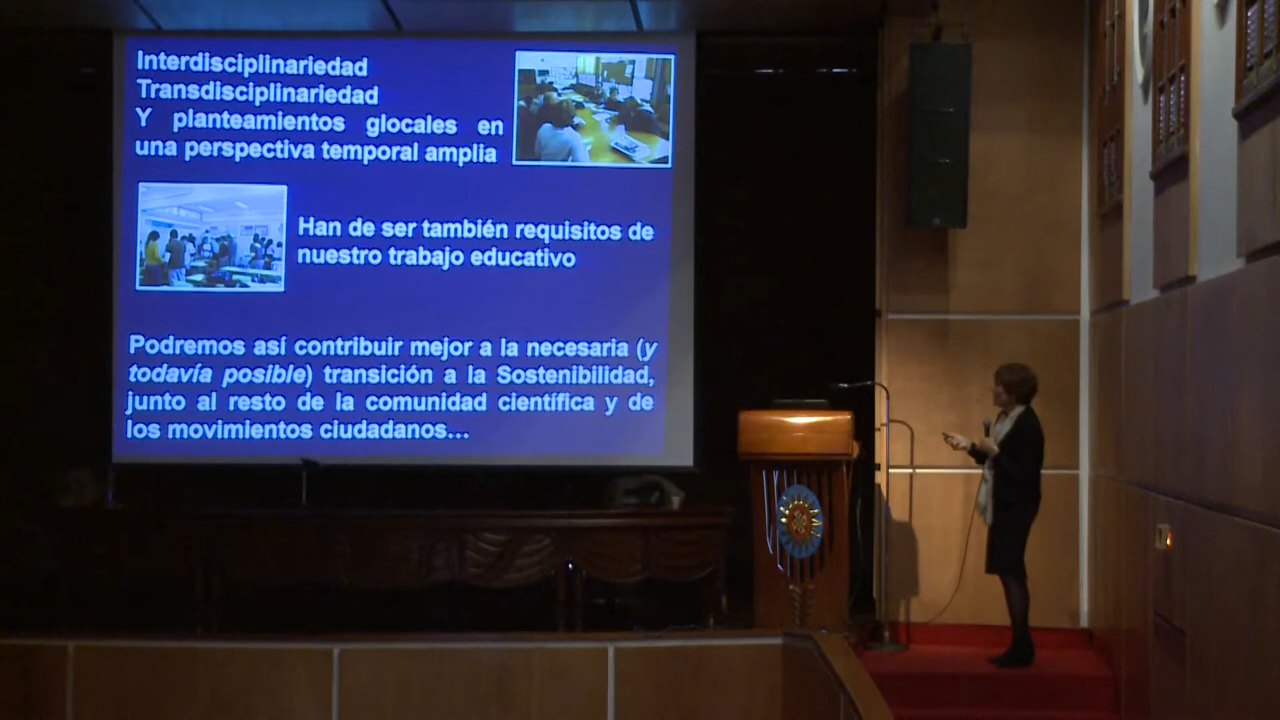 Interdisciplinariedad
Transdisciplinariedad
Y planteamientos glocales en
una perspectiva temporal amplia
Han de ser también requisitos de
nuestro trabajo educativo
Podremos así contribuir mejor a la necesaria (y
todavía posible) transición a la Sostenibilidad,
junto al resto de la comunidad científica y de
los movimientos ciudadanos...